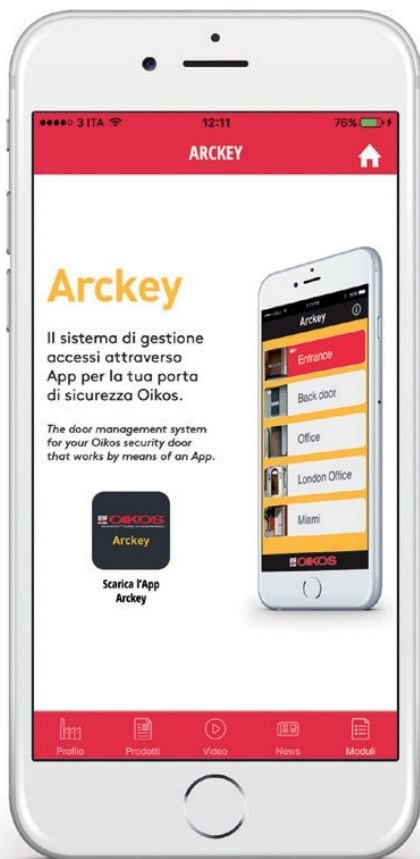 3 ITA 12:11 76%
ARCKEY
Arckey
Il sistema di gestione
accessi attraverso
App per la tua porta
di sicurezza Oikos.
The door management system
for your Oikos security door
that works by means of an App.
OIKOS
Arckey
Scarica l'App
Arckey
Arckey
Entrance
Back door
Office
London Office
Miami
OIKOS
Profilo Prodotti Video News Moduli